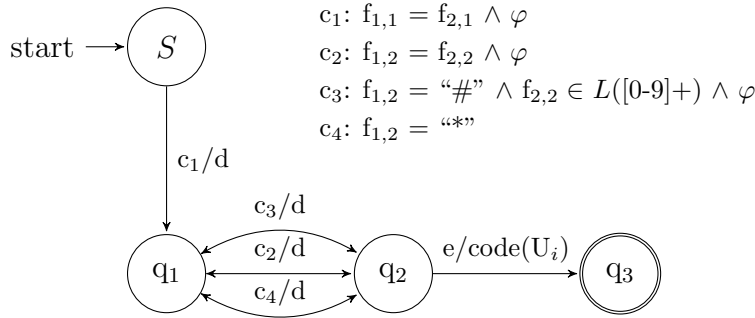 start
S
c₁: f₁,₁ = f₂,₁ ∧ φ
c₂: f₁,₂ = f₂,₂ ∧ φ
c₃: f₁,₂ = “#” ∧ f₂,₂ ∈ L([0-9]+) ∧ φ
c₄: f₁,₂ = “*”
c₁/d
c₃/d
c₂/d
c₄/d
q₁
q₂
e/code(Uᵢ)
q₃